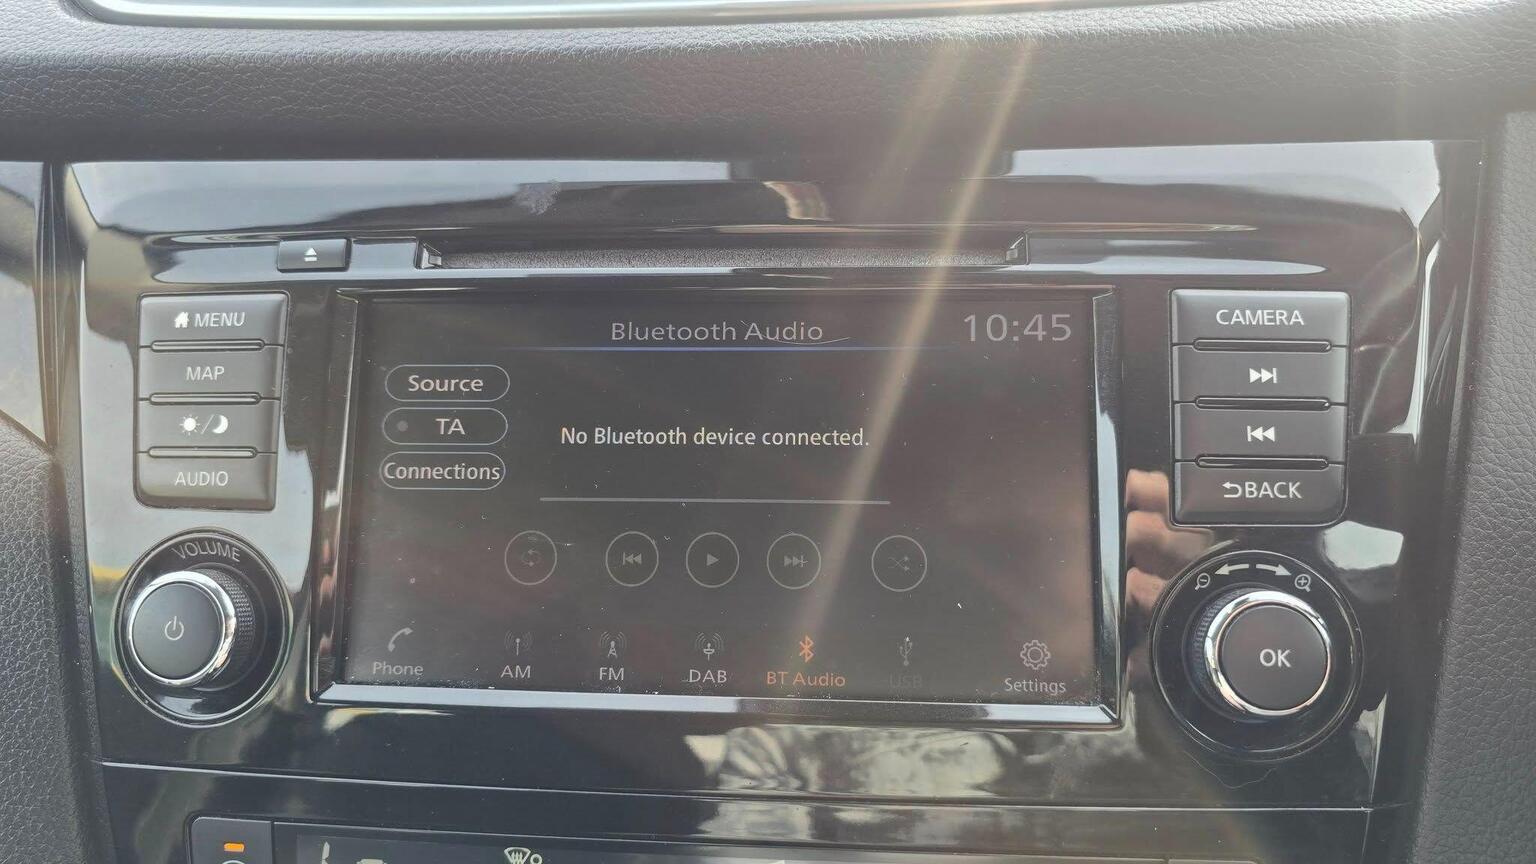 MENU
MAP
AUDIO
VOLUME
Bluetooth Audio
10:45
Source
TA
Connections
No Bluetooth device connected.
Phone
AM
FM
DAB
BT Audio
USB
Settings
CAMERA
BACK
OK